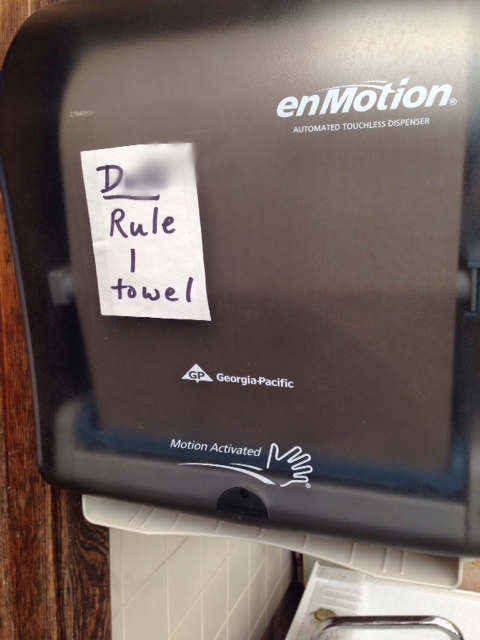 enMotion®
AUTOMATED TOUCHLESS DISPENSER
Rule
1
towel
GP Georgia-Pacific
Motion Activated